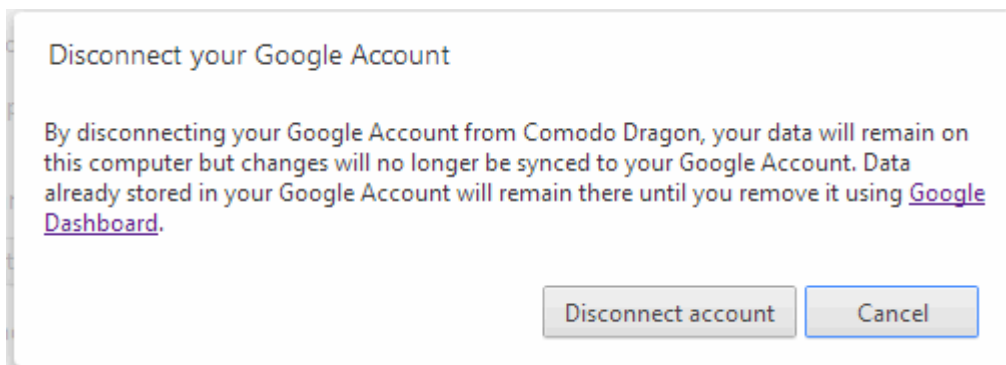 Disconnect your Google Account
By disconnecting your Google Account from Comodo Dragon, your data will remain on
this computer but changes will no longer be synced to your Google Account. Data
already stored in your Google Account will remain there until you remove it using Google
Dashboard.
Disconnect account Cancel